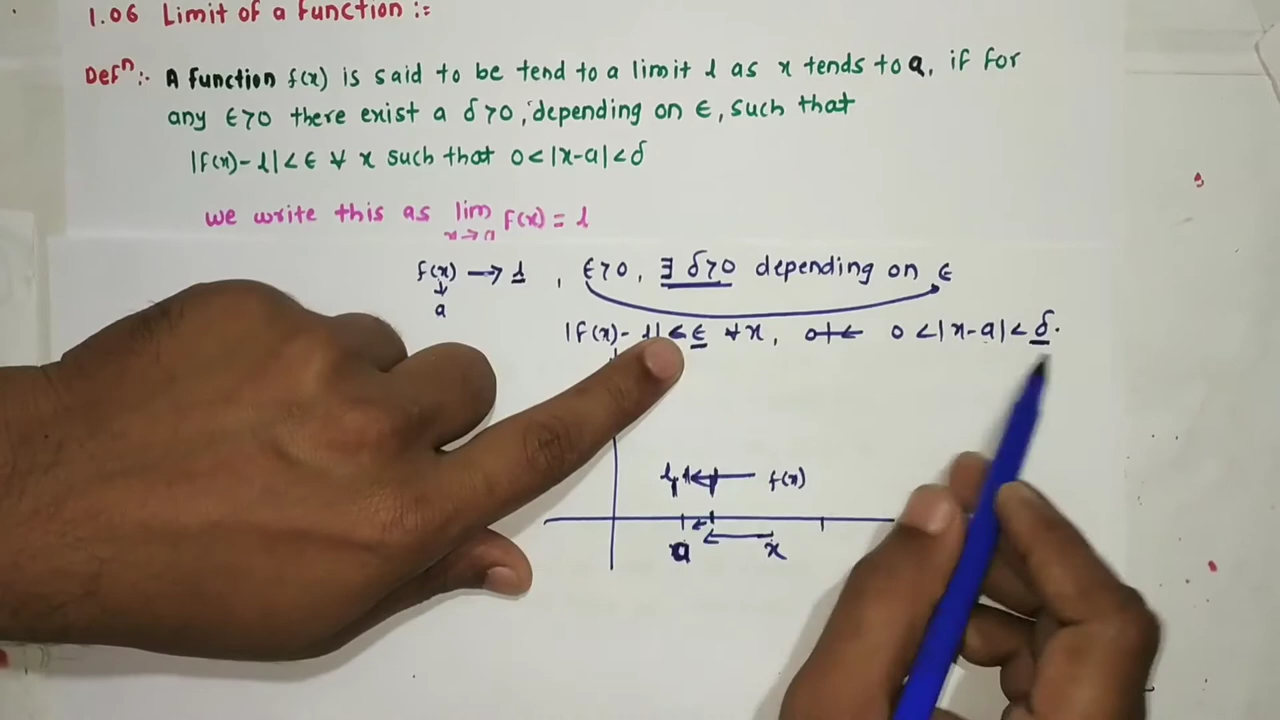 1.06 Limit of a function :=
Defⁿ:- A function f(x) is said to be tend to a limit l as x tends to a, if for
any ϵ>0 there exist a δ>0, depending on ϵ, such that
|f(x)-l|<ϵ ∀ x such that 0<|x-a|<δ
we write this as lim f(x) = l
x→a
f(x) → l , ϵ>0, ∃ δ>0 depending on ϵ
↓
a
|f(x)- l|<ϵ ∀x, 0<|x-a|<δ.
l ← f(x)
a ← x